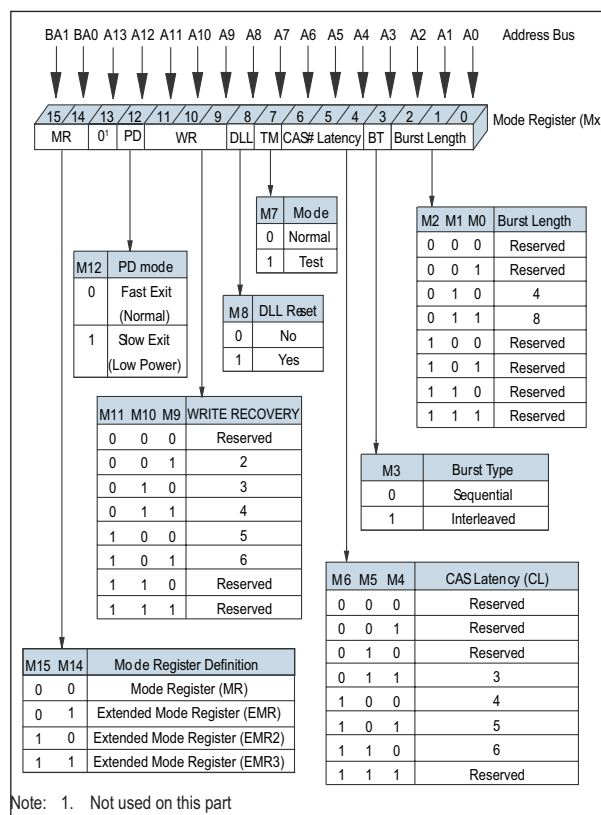 BA1 BA0 A13 A12 A11 A10 A9 A8 A7 A6 A5 A4 A3 A2 A1 A0 Address Bus
15 14 13 12 11 10 9 8 7 6 5 4 3 2 1 0 Mode Register (Mx
MR 0¹ PD WR DLL TM CAS# Latency BT Burst Length
M7 Mode
0 Normal
1 Test
M2 M1 M0 Burst Length
0 0 0 Reserved
0 0 1 Reserved
0 1 0 4
0 1 1 8
1 0 0 Reserved
1 0 1 Reserved
1 1 0 Reserved
1 1 1 Reserved
M12 PD mode
0 Fast Exit
(Normal)
1 Slow Exit
(Low Power)
M8 DLL Reset
0 No
1 Yes
M11 M10 M9 WRITE RECOVERY
0 0 0 Reserved
0 0 1 2
0 1 0 3
0 1 1 4
1 0 0 5
1 0 1 6
1 1 0 Reserved
1 1 1 Reserved
M3 Burst Type
0 Sequential
1 Interleaved
M6 M5 M4 CAS Latency (CL)
0 0 0 Reserved
0 0 1 Reserved
0 1 0 Reserved
0 1 1 3
1 0 0 4
1 0 1 5
1 1 0 6
1 1 1 Reserved
M15 M14 Mode Register Definition
0 0 Mode Register (MR)
0 1 Extended Mode Register (EMR)
1 0 Extended Mode Register (EMR2)
1 1 Extended Mode Register (EMR3)
Note: 1. Not used on this part